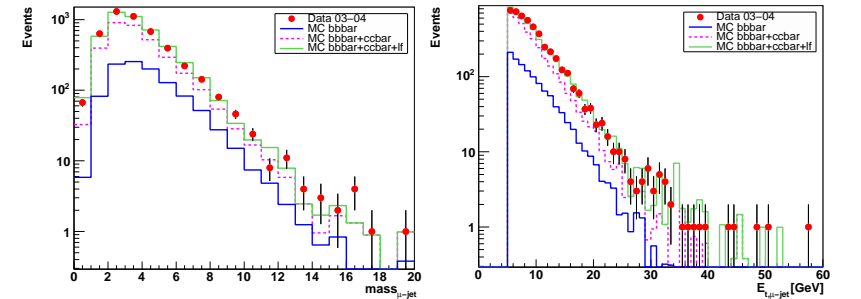 Events
10³
10²
10
1
Data 03-04
MC bbbar
MC bbbar+ccbar
MC bbbar+ccbar+lf
0 2 4 6 8 10 12 14 16 18 20
mass μ-jet
Events
10²
10
1
Data 03-04
MC bbbar
MC bbbar+ccbar
MC bbbar+ccbar+lf
0 10 20 30 40 50 60
E t,μ-jet [GeV]